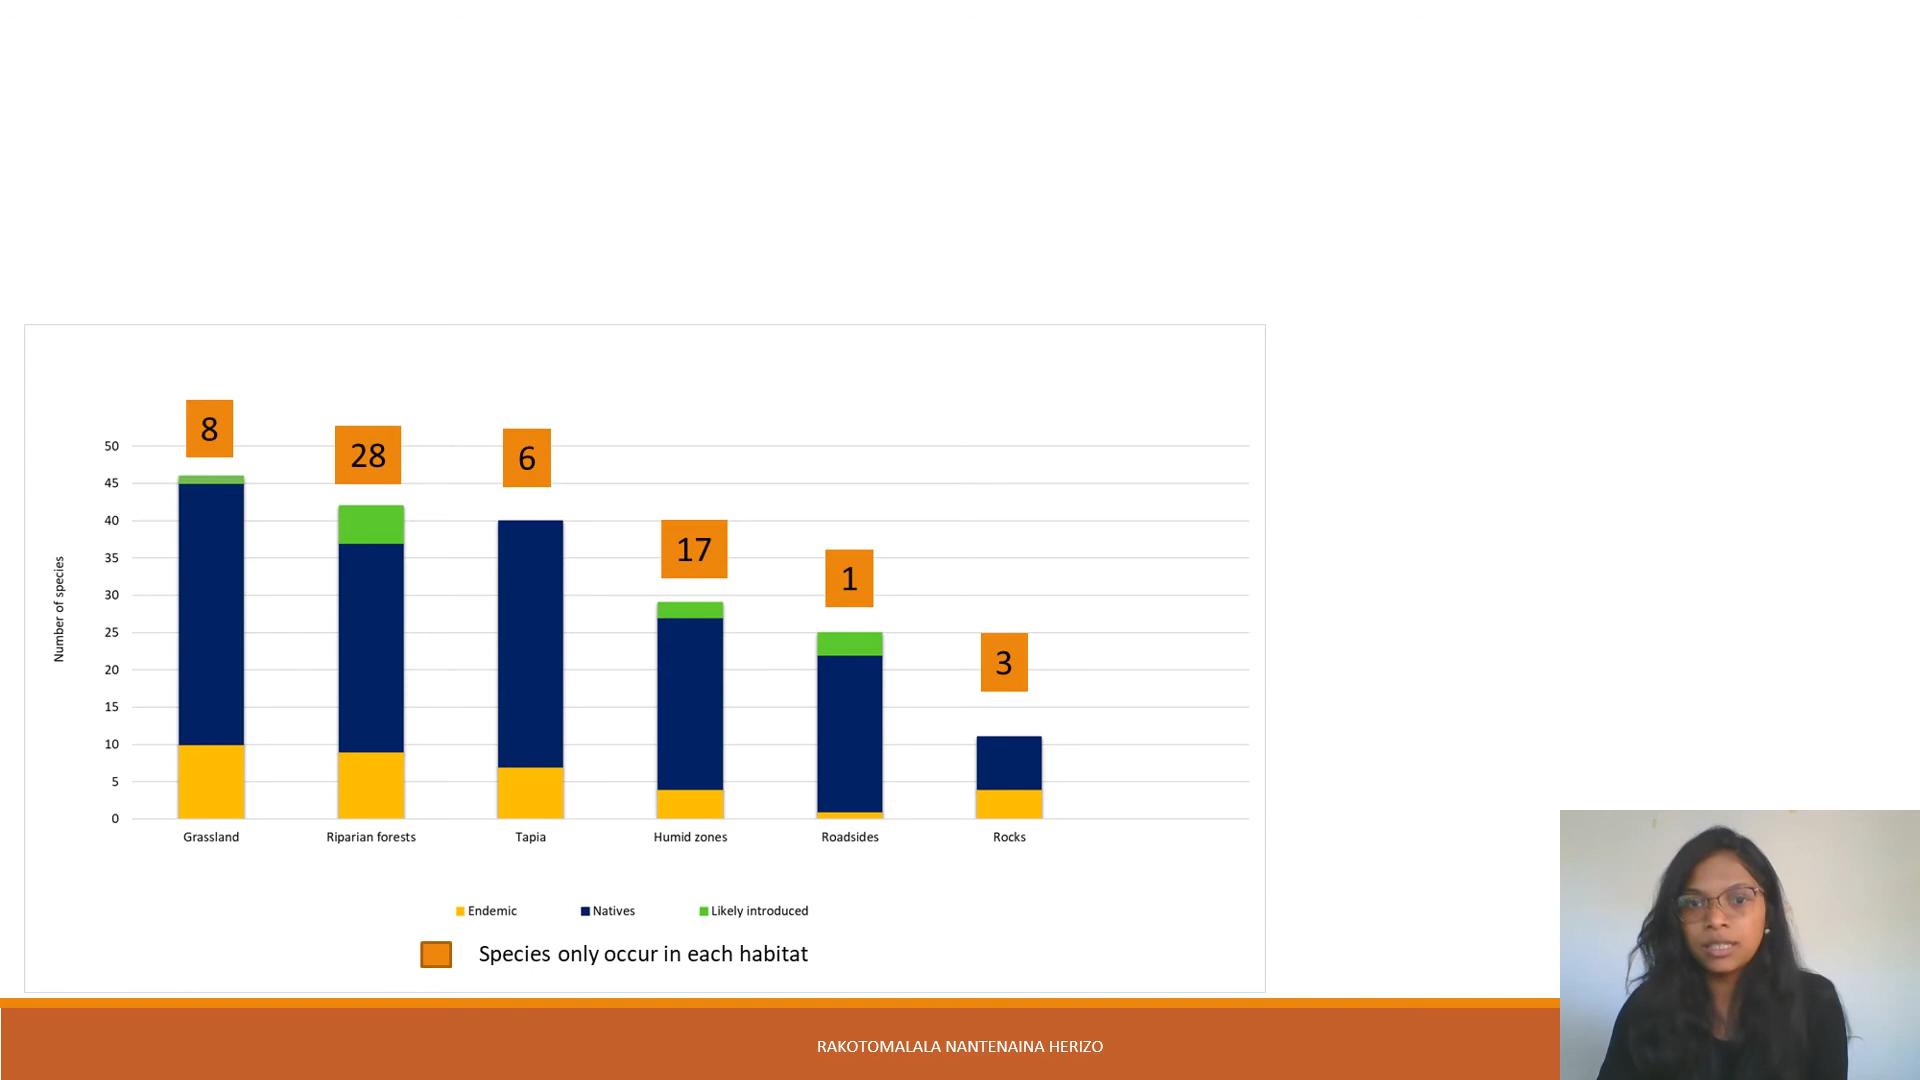 8
28
6
17
1
3
50
45
40
35
30
25
20
15
10
5
0
Number of species
Grassland
Riparian forests
Tapia
Humid zones
Roadsides
Rocks
Endemic
Natives
Likely introduced
Species only occur in each habitat
RAKOTOMALALA NANTENAINA HERIZO